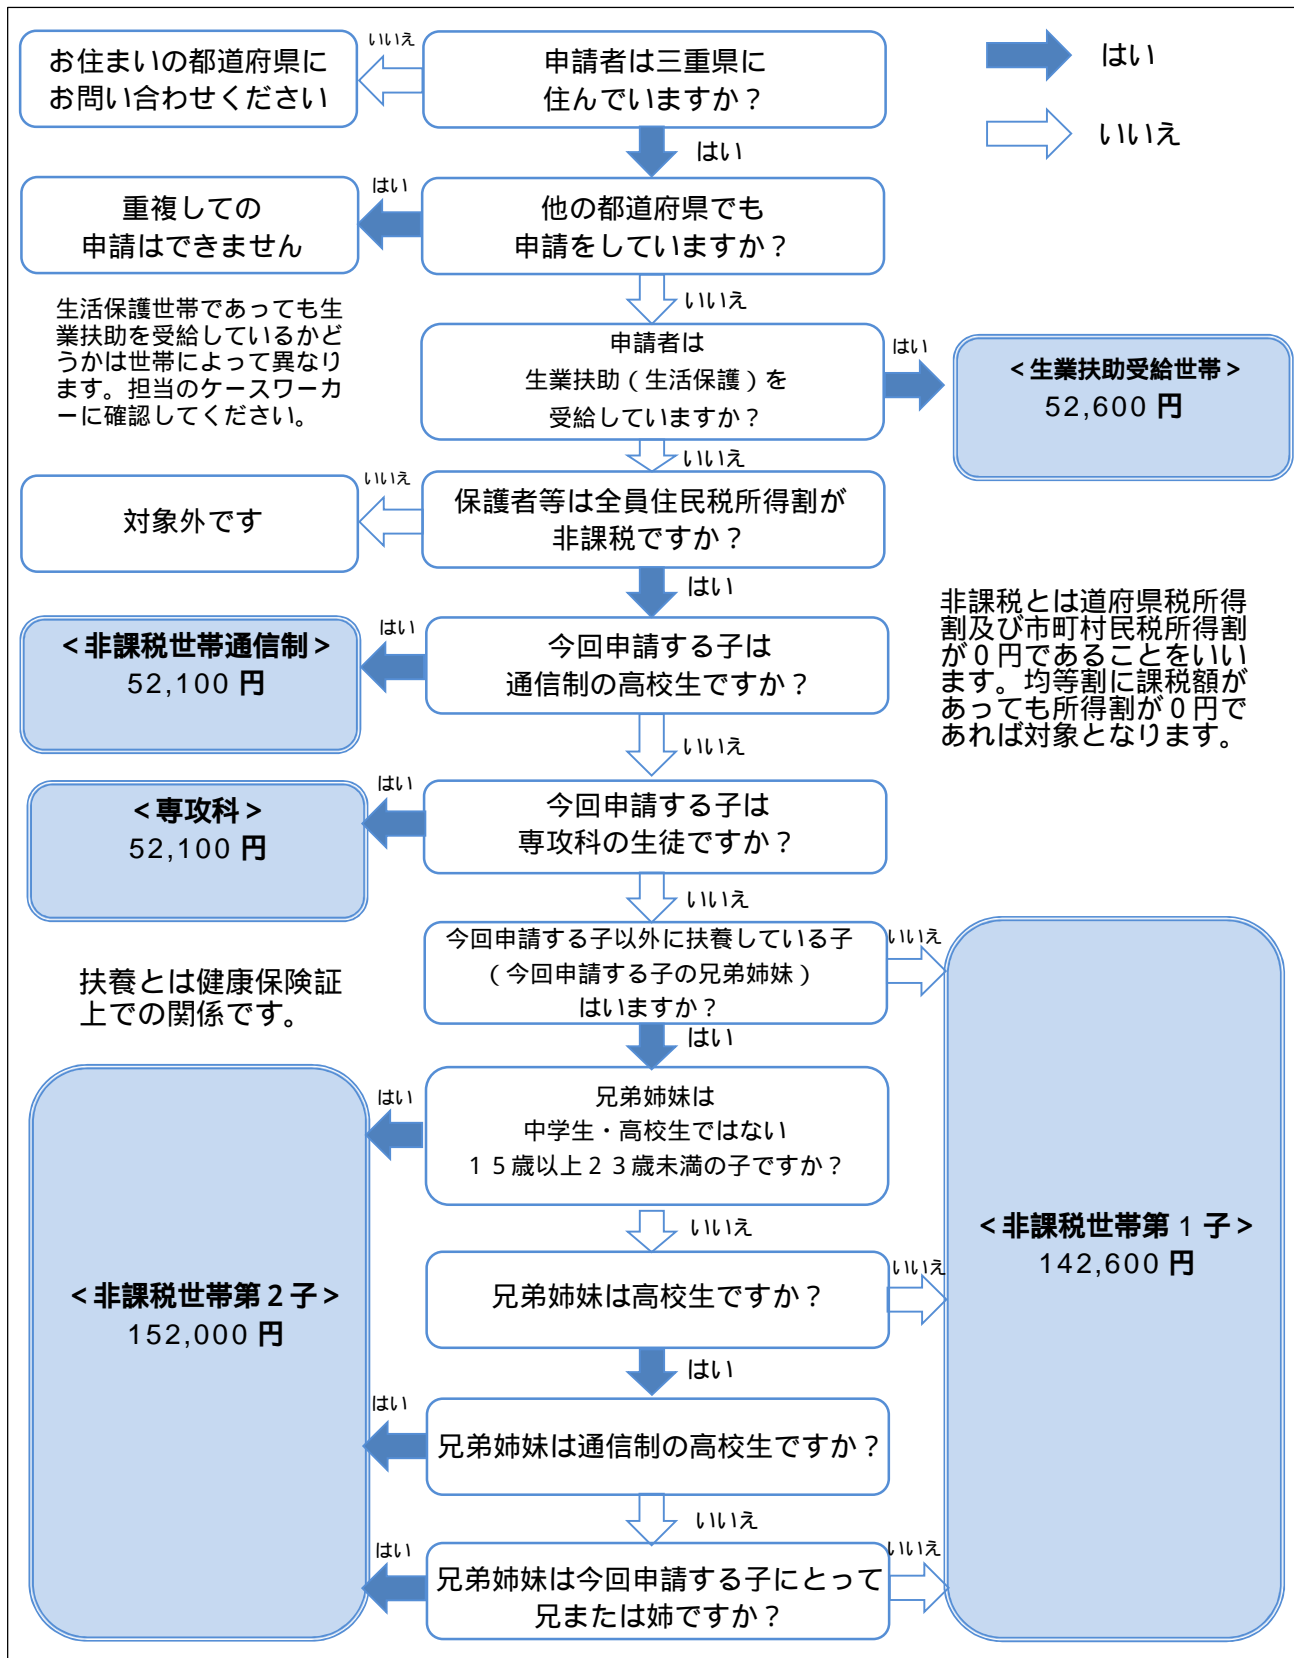 お住まいの都道府県に
お問い合わせください
いいえ
申請者は三重県に
住んでいますか？
はい
いいえ
はい
重複しての
申請はできません
はい
他の都道府県でも
申請をしていますか？
いいえ
生活保護世帯であっても生
業扶助を受給しているかど
うかは世帯によって異なり
ます。担当のケースワーカ
ーに確認してください。
申請者は
生業扶助（生活保護）を
受給していますか？
はい
＜生業扶助受給世帯＞
52,600 円
いいえ
対象外です
いいえ
保護者等は全員住民税所得割が
非課税ですか？
はい
非課税とは道府県税所得
割及び市町村民税所得割
が０円であることをいい
ます。均等割に課税額が
あっても所得割が０円で
あれば対象となります。
＜非課税世帯通信制＞
52,100 円
はい
今回申請する子は
通信制の高校生ですか？
いいえ
＜専攻科＞
52,100 円
はい
今回申請する子は
専攻科の生徒ですか？
いいえ
今回申請する子以外に扶養している子
（今回申請する子の兄弟姉妹）
はいますか？
いいえ
扶養とは健康保険証
上での関係です。
はい
はい
兄弟姉妹は
中学生・高校生ではない
１５歳以上２３歳未満の子ですか？
いいえ
＜非課税世帯第 1 子＞
142,600 円
＜非課税世帯第２子＞
152,000 円
兄弟姉妹は高校生ですか？
いいえ
はい
はい
兄弟姉妹は通信制の高校生ですか？
いいえ
はい
兄弟姉妹は今回申請する子にとって
兄または姉ですか？
いいえ